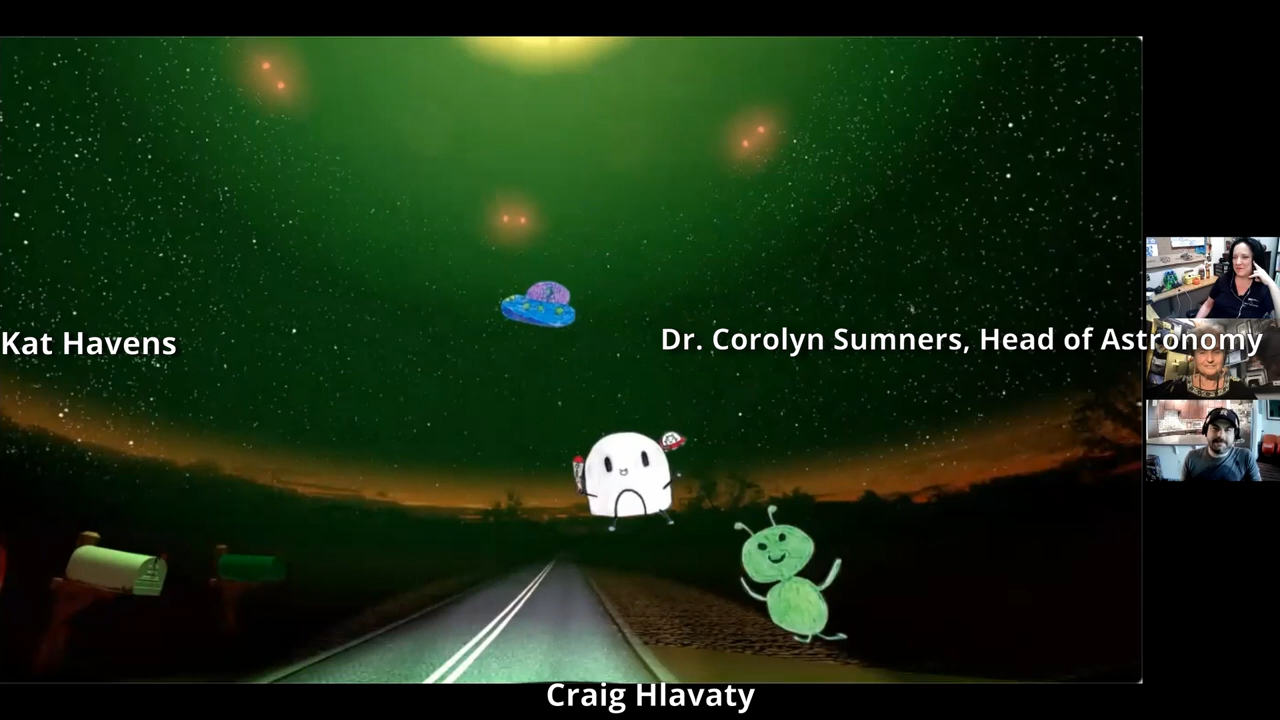 Kat Havens
Dr. Corolyn Sumners, Head of Astronomy
Craig Hlavaty